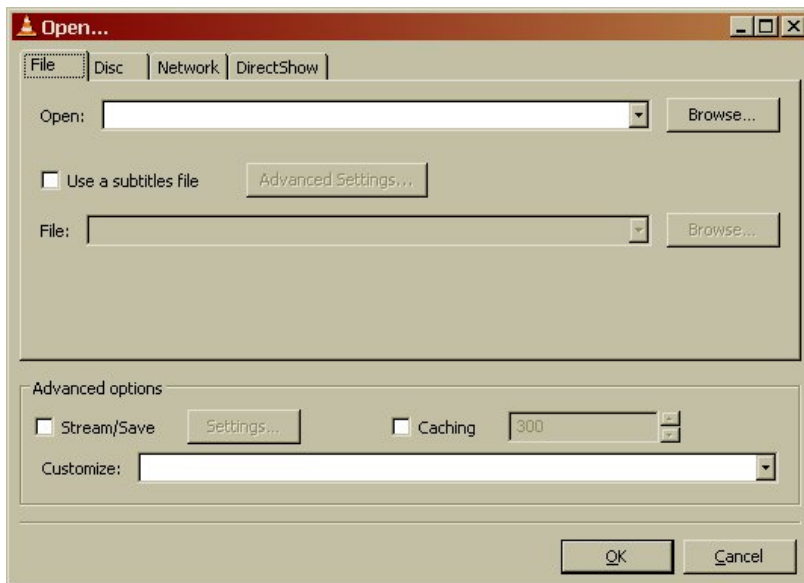 Open...
File Disc Network DirectShow
Open: Browse...
Use a subtitles file Advanced Settings...
File: Browse...
Advanced options
Stream/Save Settings... Caching 300
Customize:
OK Cancel